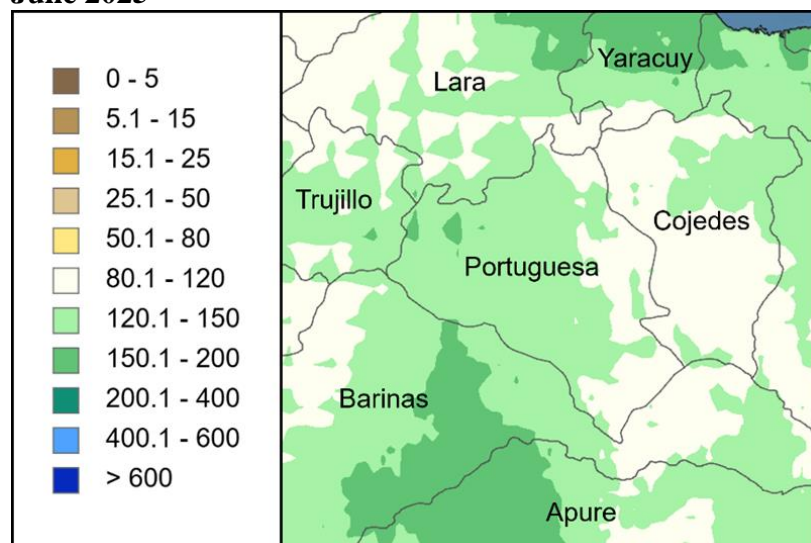 June 2025
0 - 5
5.1 - 15
15.1 - 25
25.1 - 50
50.1 - 80
80.1 - 120
120.1 - 150
150.1 - 200
200.1 - 400
400.1 - 600
> 600
Yaracuy
Lara
Trujillo
Cojedes
Portuguesa
Barinas
Apure